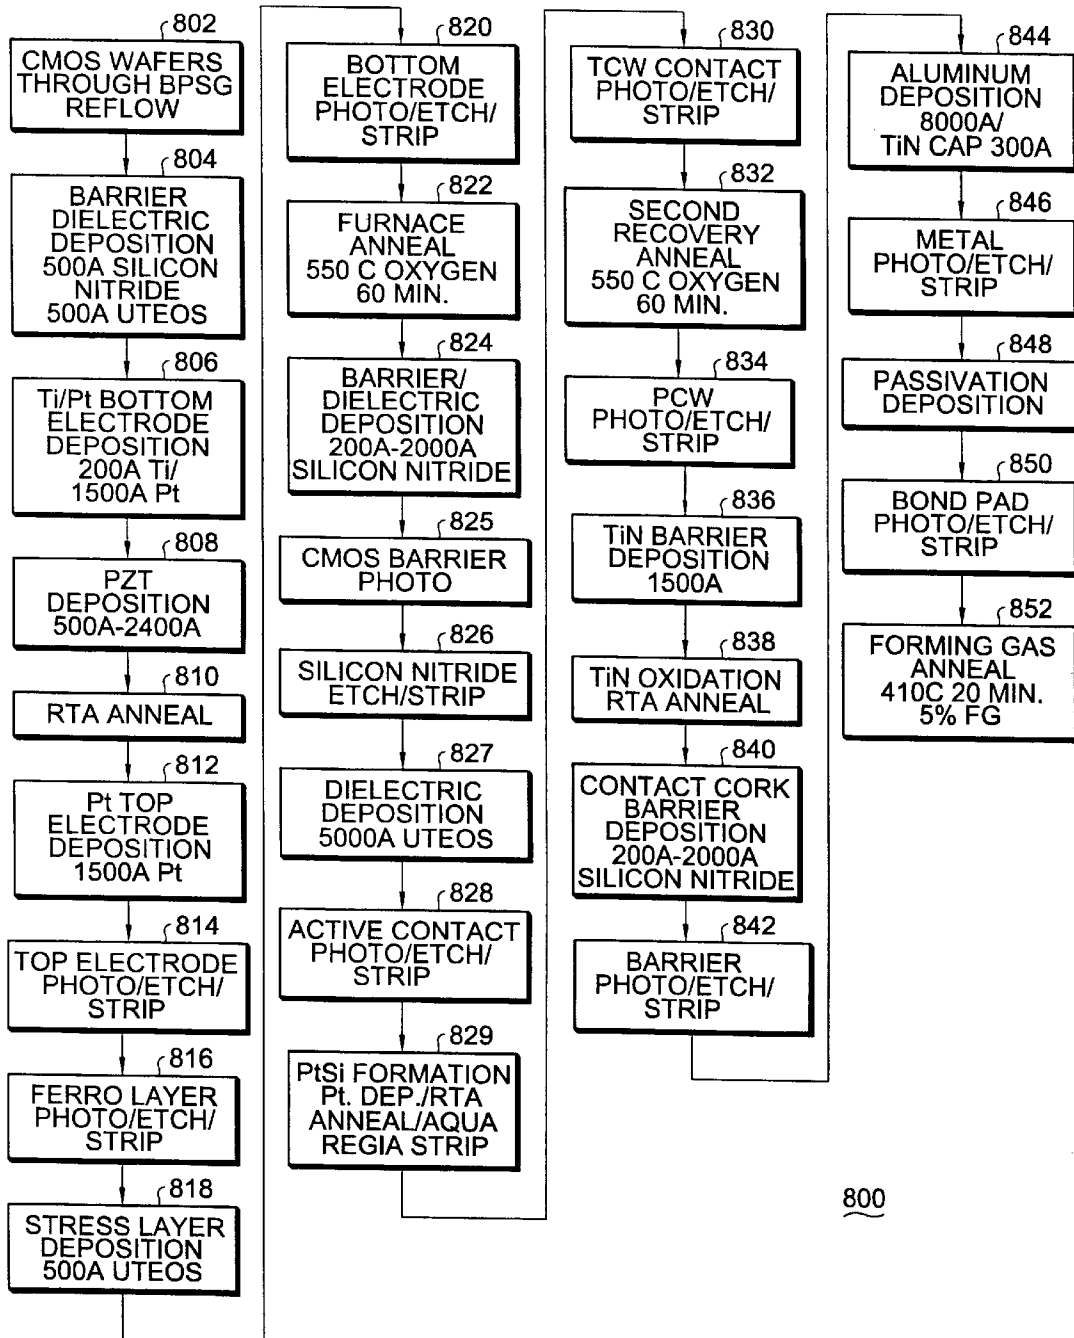 802
CMOS WAFERS
THROUGH BPSG
REFLOW
804
BARRIER
DIELECTRIC
DEPOSITION
500A SILICON
NITRIDE
500A UTEOS
806
Ti/Pt BOTTOM
ELECTRODE
DEPOSITION
200A Ti/
1500A Pt
808
PZT
DEPOSITION
500A-2400A
810
RTA ANNEAL
812
Pt TOP
ELECTRODE
DEPOSITION
1500A Pt
814
TOP ELECTRODE
PHOTO/ETCH/
STRIP
816
FERRO LAYER
PHOTO/ETCH/
STRIP
818
STRESS LAYER
DEPOSITION
500A UTEOS
820
BOTTOM
ELECTRODE
PHOTO/ETCH/
STRIP
822
FURNACE
ANNEAL
550 C OXYGEN
60 MIN.
824
BARRIER/
DIELECTRIC
DEPOSITION
200A-2000A
SILICON NITRIDE
825
CMOS BARRIER
PHOTO
826
SILICON NITRIDE
ETCH/STRIP
827
DIELECTRIC
DEPOSITION
5000A UTEOS
828
ACTIVE CONTACT
PHOTO/ETCH/
STRIP
829
PtSi FORMATION
Pt. DEP./RTA
ANNEAL/AQUA
REGIA STRIP
830
TCW CONTACT
PHOTO/ETCH/
STRIP
832
SECOND
RECOVERY
ANNEAL
550 C OXYGEN
60 MIN.
834
PCW
PHOTO/ETCH/
STRIP
836
TiN BARRIER
DEPOSITION
1500A
838
TiN OXIDATION
RTA ANNEAL
840
CONTACT CORK
BARRIER
DEPOSITION
200A-2000A
SILICON NITRIDE
842
BARRIER
PHOTO/ETCH/
STRIP
844
ALUMINUM
DEPOSITION
8000A/
TiN CAP 300A
846
METAL
PHOTO/ETCH/
STRIP
848
PASSIVATION
DEPOSITION
850
BOND PAD
PHOTO/ETCH/
STRIP
852
FORMING GAS
ANNEAL
410C 20 MIN.
5% FG
800